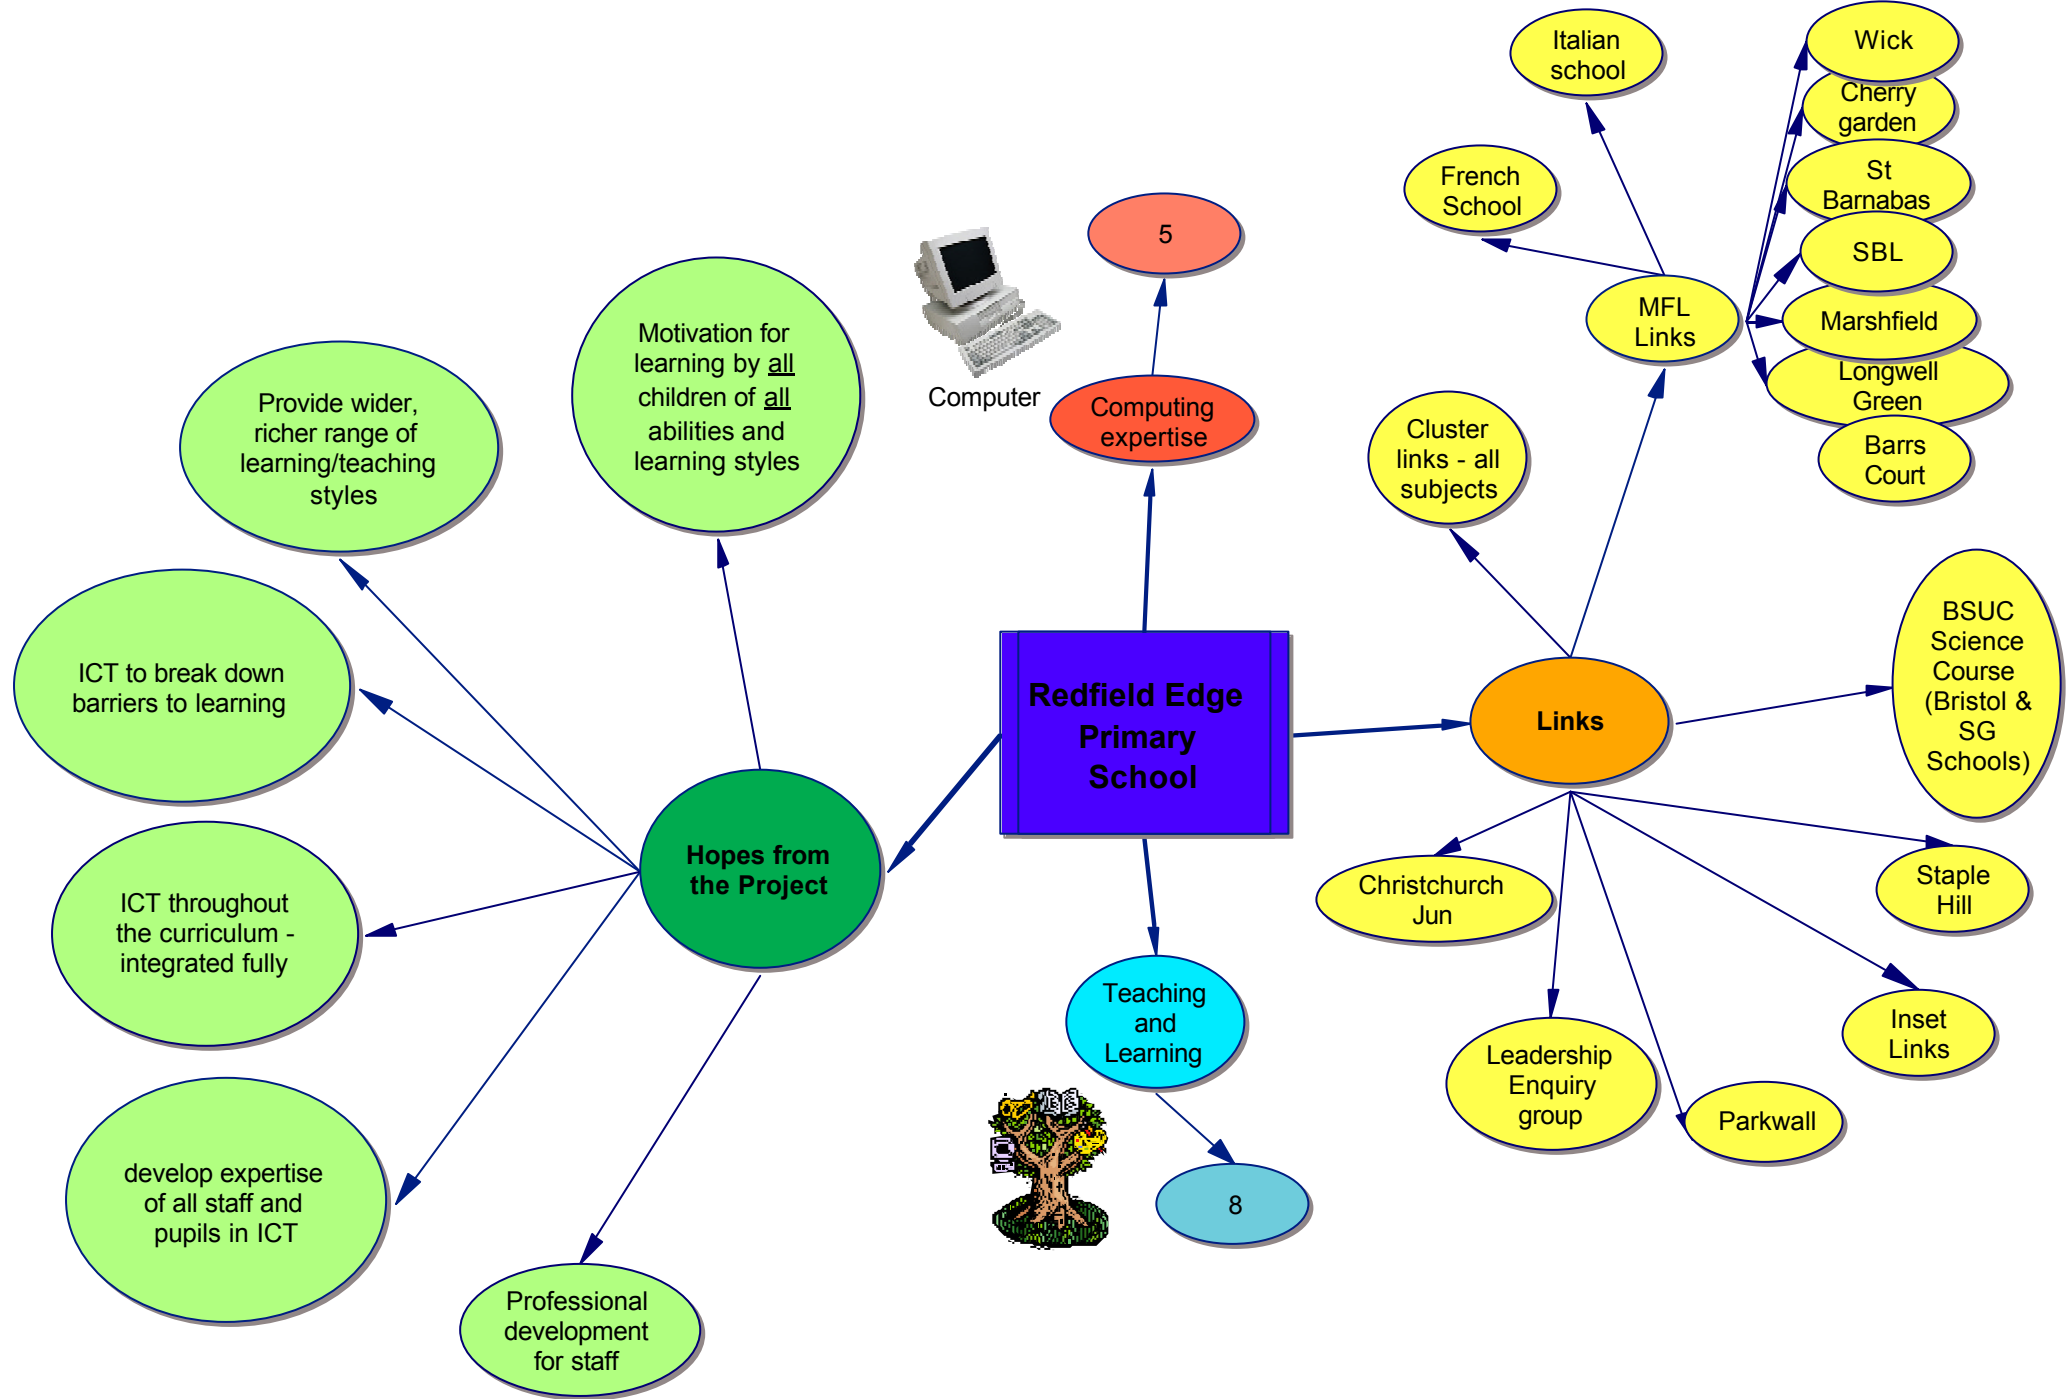 Italian
school
Wick
Cherry
garden
French
School
St
Barnabas
5
SBL
MFL
Links
Marshfield
Motivation for
learning by all
children of all
abilities and
learning styles
Computer
Computing
expertise
Longwell
Green
Provide wider,
richer range of
learning/teaching
styles
Cluster
links - all
subjects
Barrs
Court
ICT to break down
barriers to learning
Redfield Edge
Primary
School
Links
BSUC
Science
Course
(Bristol &
SG
Schools)
Hopes from
the Project
ICT throughout
the curriculum -
integrated fully
Christchurch
Jun
Staple
Hill
Teaching
and
Learning
Inset
Links
Leadership
Enquiry
group
Parkwall
develop expertise
of all staff and
pupils in ICT
8
Professional
development
for staff